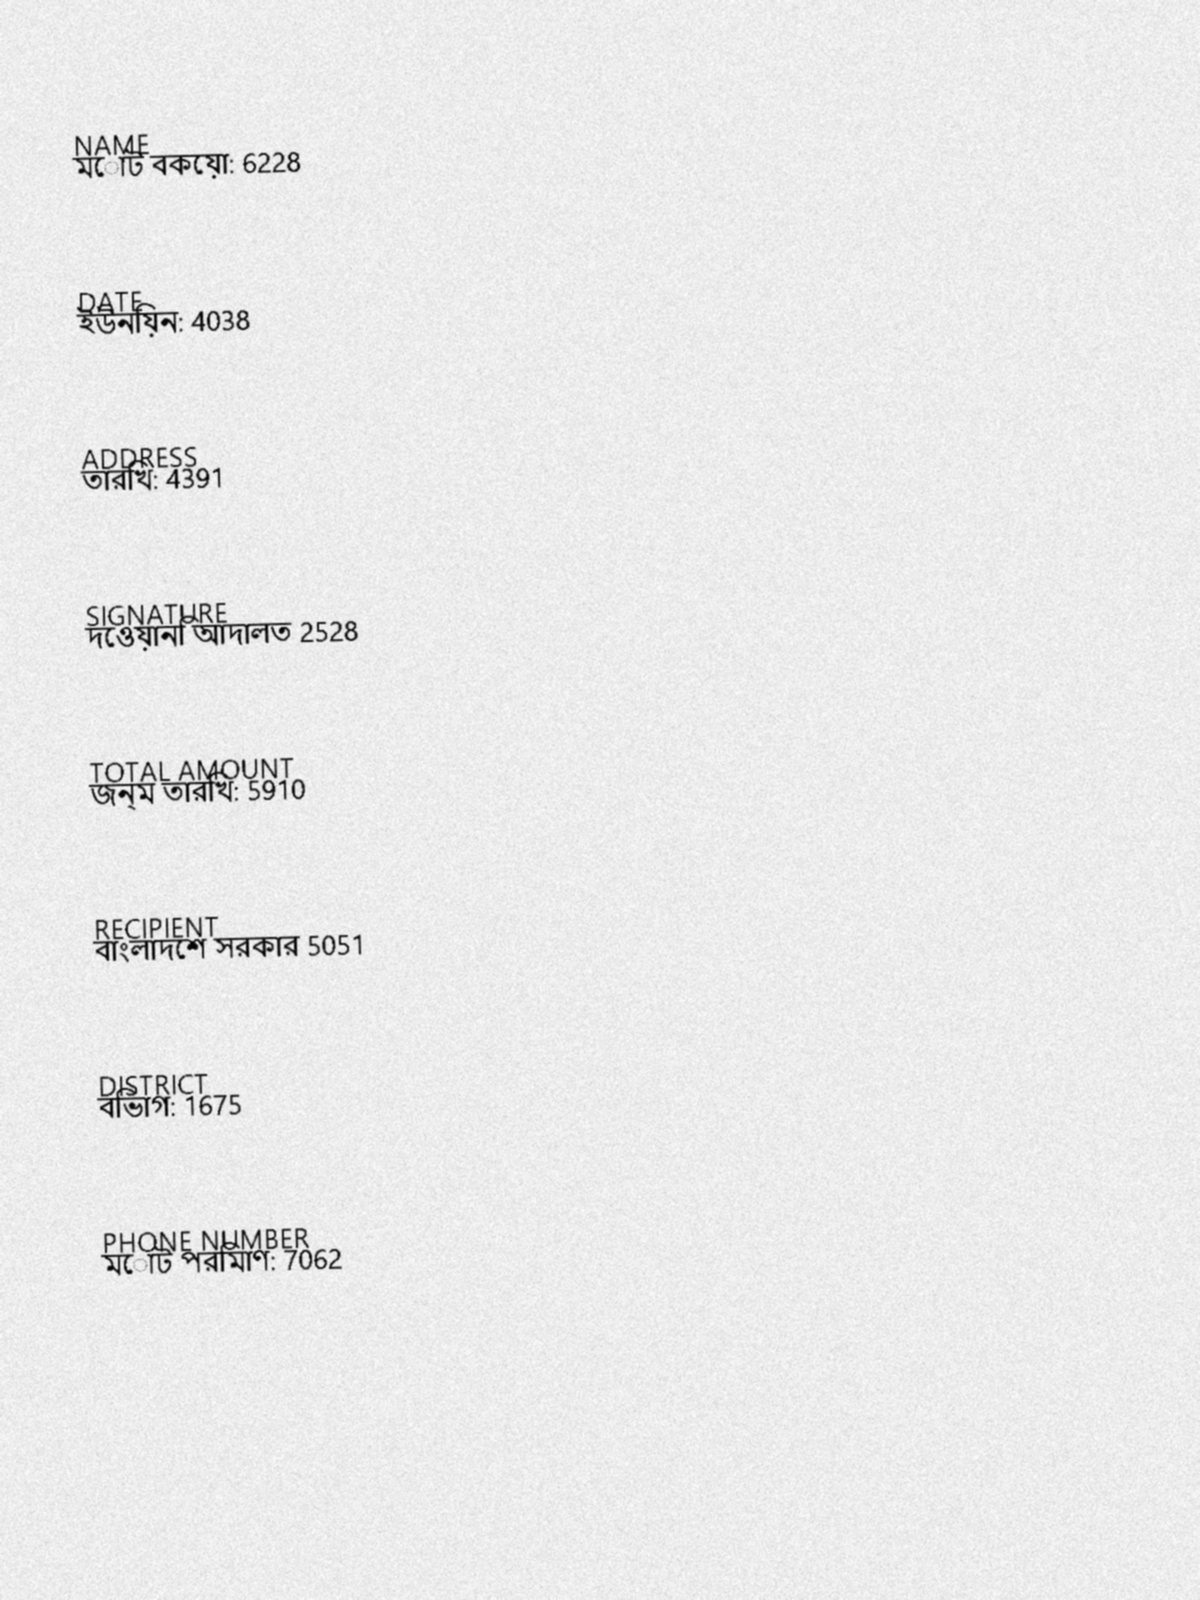 NAME
মোট বকেয়া: 6228
DATE
ইউনিয়ন: 4038
ADDRESS
তারিখ: 4391
SIGNATURE
দেওয়ানী আদালত 2528
TOTAL AMOUNT
জন্ম তারিখ: 5910
RECIPIENT
বাংলাদেশ সরকার 5051
DISTRICT
বিভাগ: 1675
PHONE NUMBER
মোট পরিমাণ: 7062